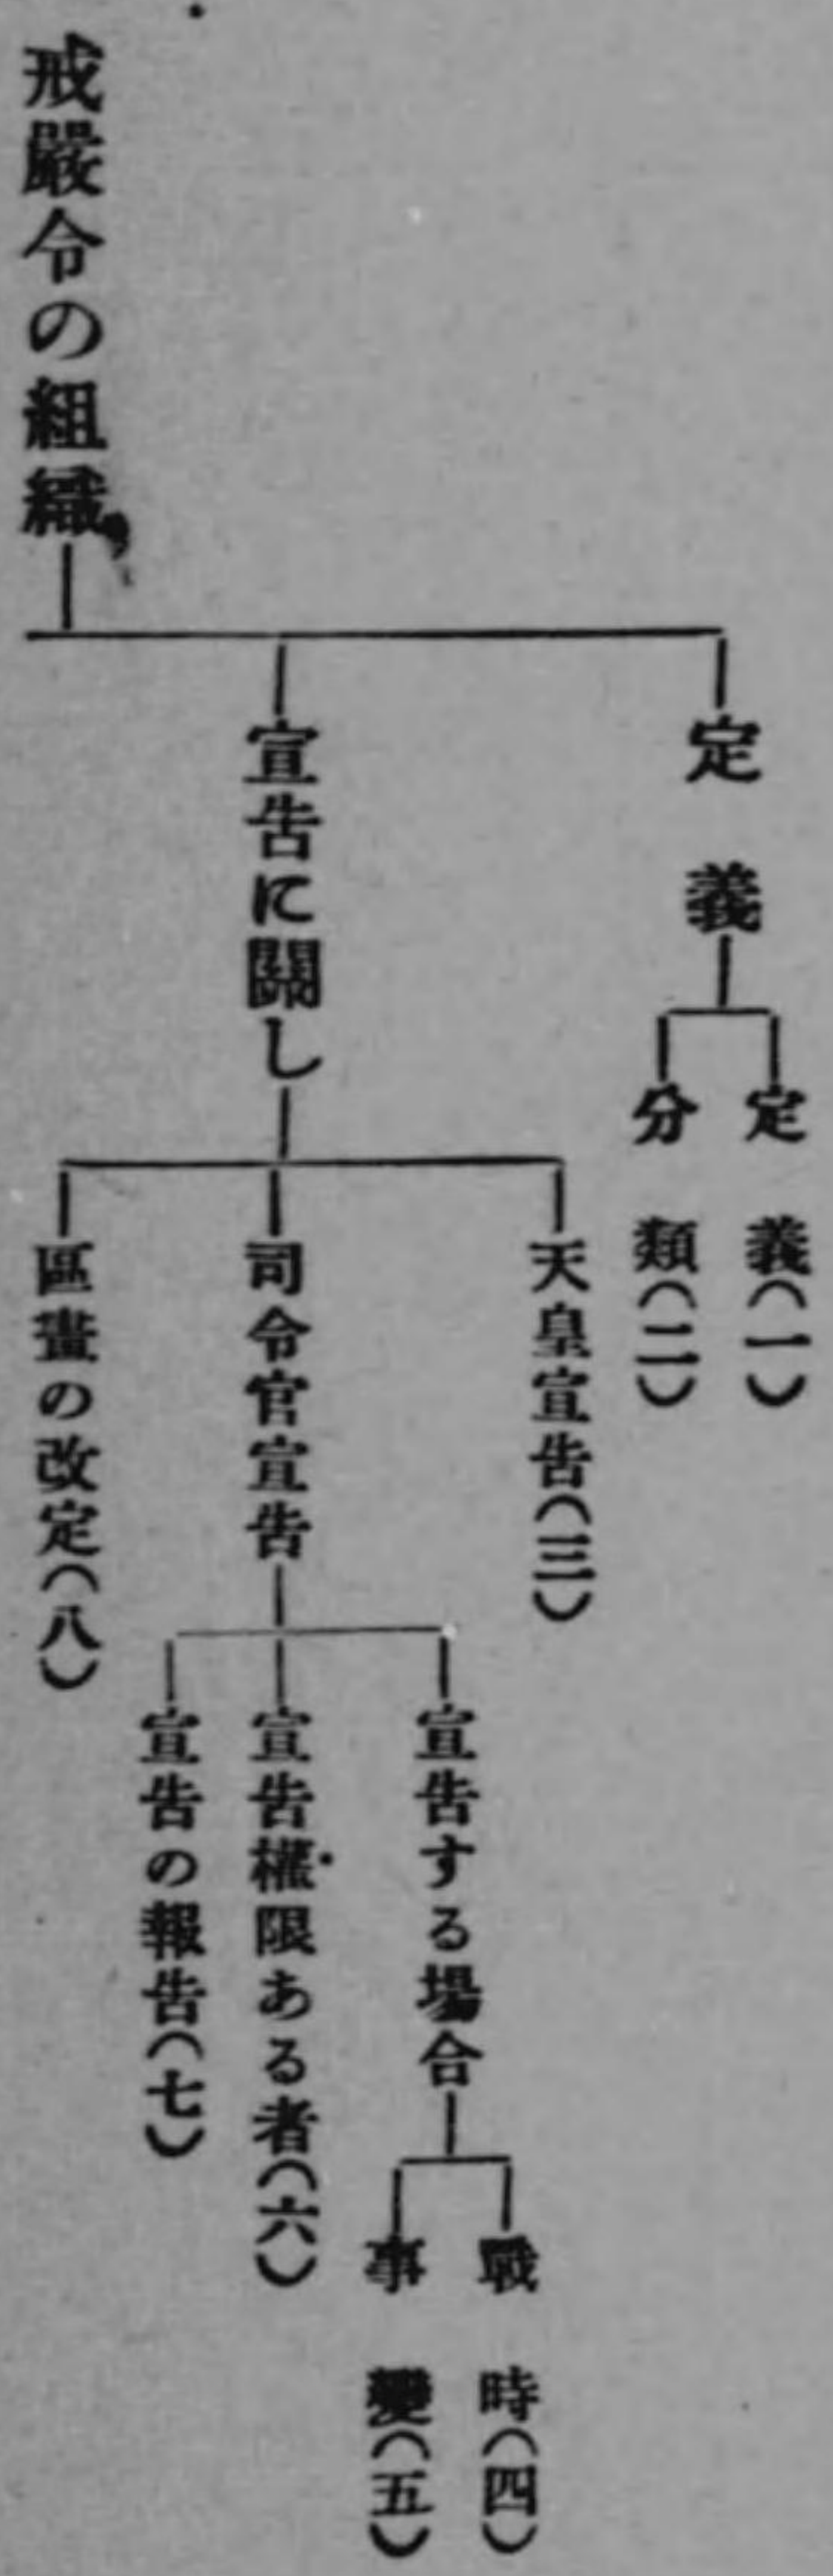 戒嚴令の組織
定義
定義(一)
分類(二)
宣告に關し
天皇宣告(三)
司令官宣告
宣告する場合
戰時(四)
事變(五)
宣告權限ある者(六)
宣告の報告(七)
區畫の改定(八)